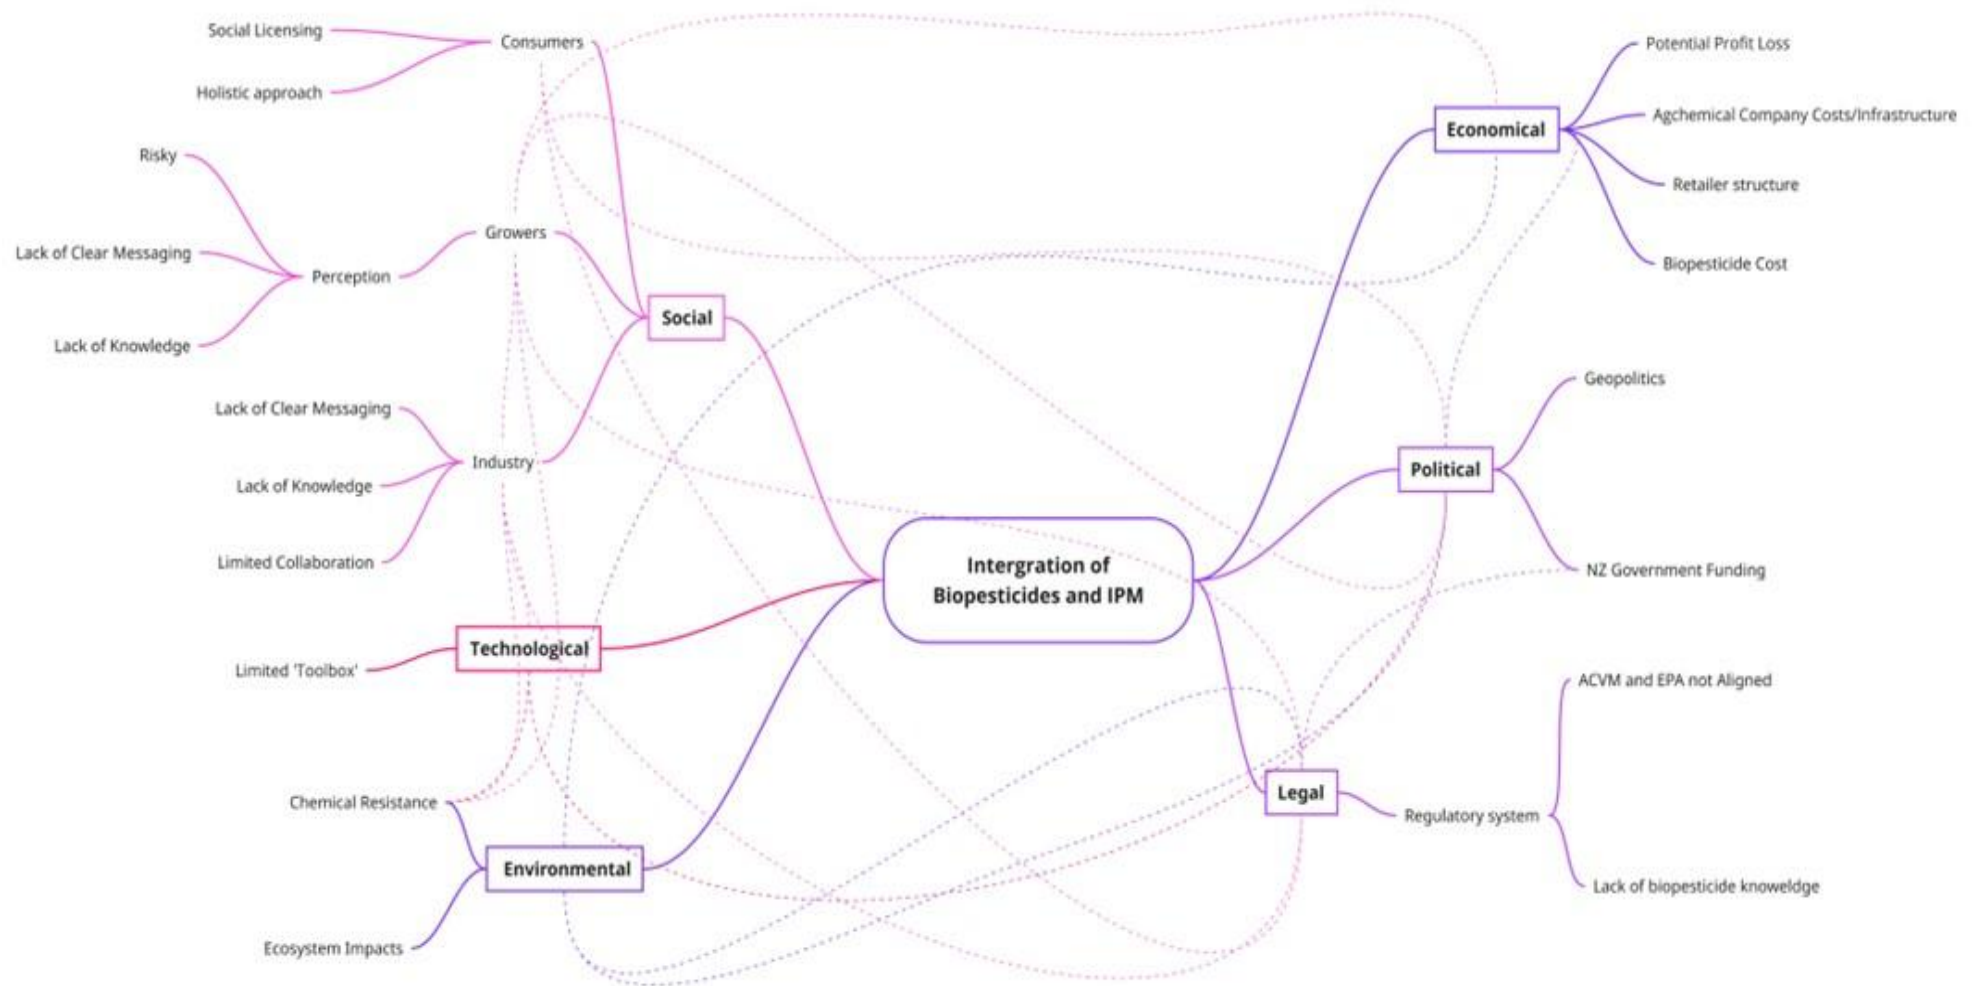 Social Licensing
Consumers
Holistic approach
Risky
Growers
Lack of Clear Messaging
Perception
Lack of Knowledge
Social
Lack of Clear Messaging
Industry
Lack of Knowledge
Limited Collaboration
Technological
Limited 'Toolbox'
Chemical Resistance
Environmental
Ecosystem Impacts
Intergration of
Biopesticides and IPM
Economical
Potential Profit Loss
Agchemical Company Costs/Infrastructure
Retailer structure
Biopesticide Cost
Geopolitics
Political
NZ Government Funding
ACVM and EPA not Aligned
Legal
Regulatory system
Lack of biopesticide knoweldge